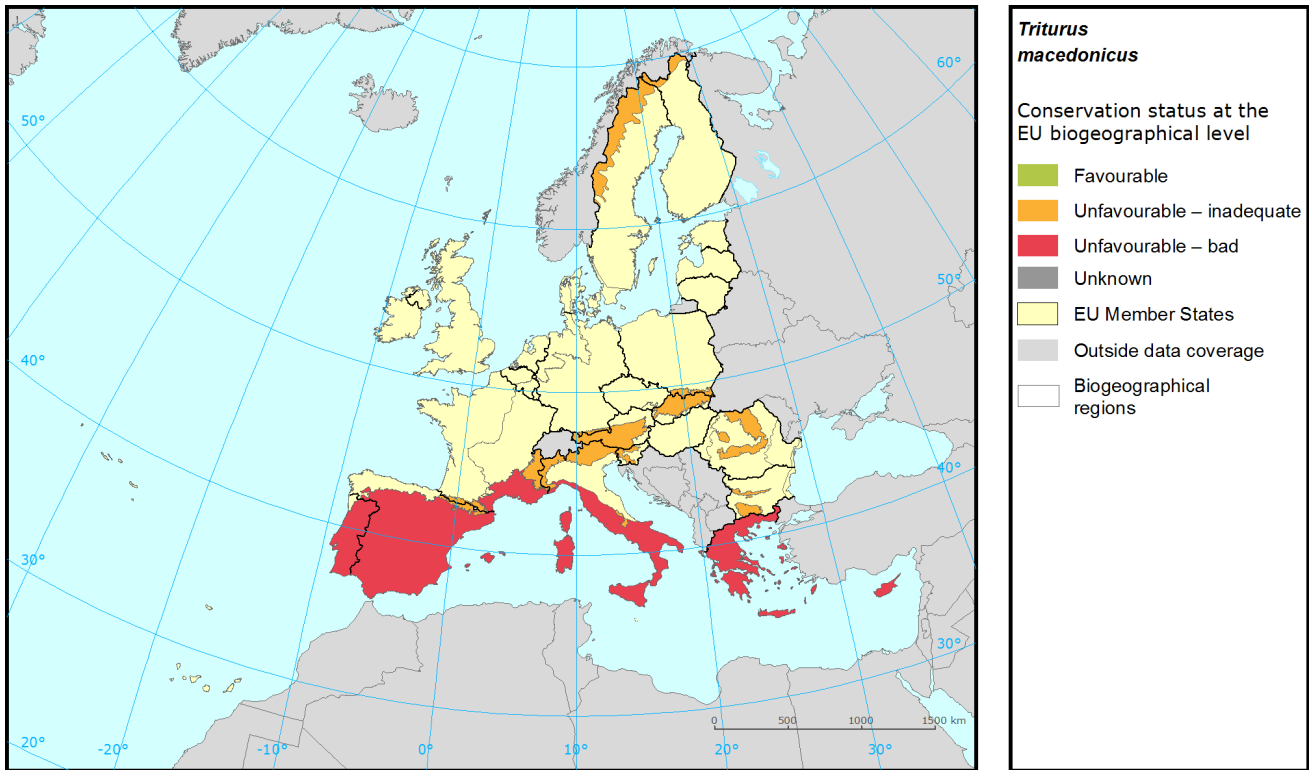 Triturus
macedonicus
Conservation status at the
EU biogeographical level
Favourable
Unfavourable – inadequate
Unfavourable – bad
Unknown
EU Member States
Outside data coverage
Biogeographical
regions
60°
50°
50°
40°
40°
30°
30°
0 500 1000 1500 km
20° -20° -10° 0° 10° 20° 30°